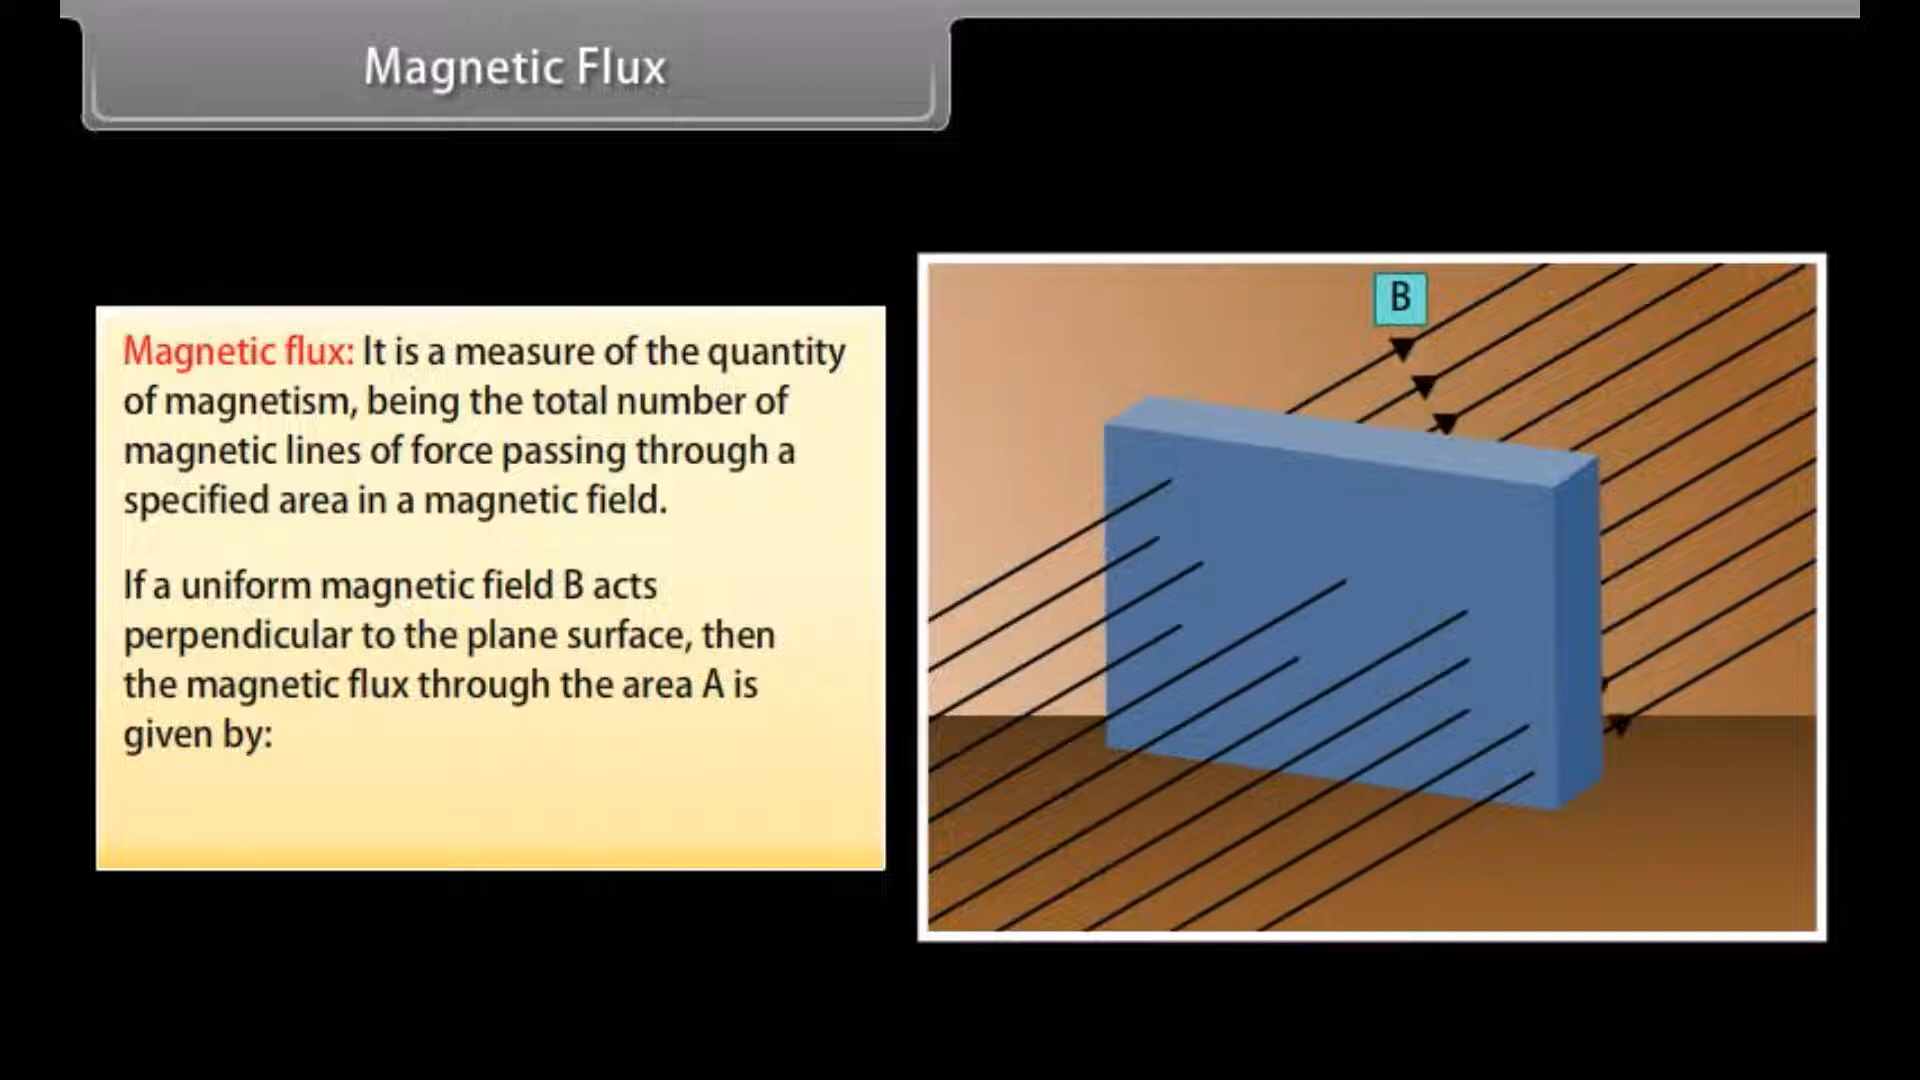 Magnetic Flux
Magnetic flux: It is a measure of the quantity
of magnetism, being the total number of
magnetic lines of force passing through a
specified area in a magnetic field.
If a uniform magnetic field B acts
perpendicular to the plane surface, then
the magnetic flux through the area A is
given by:
B